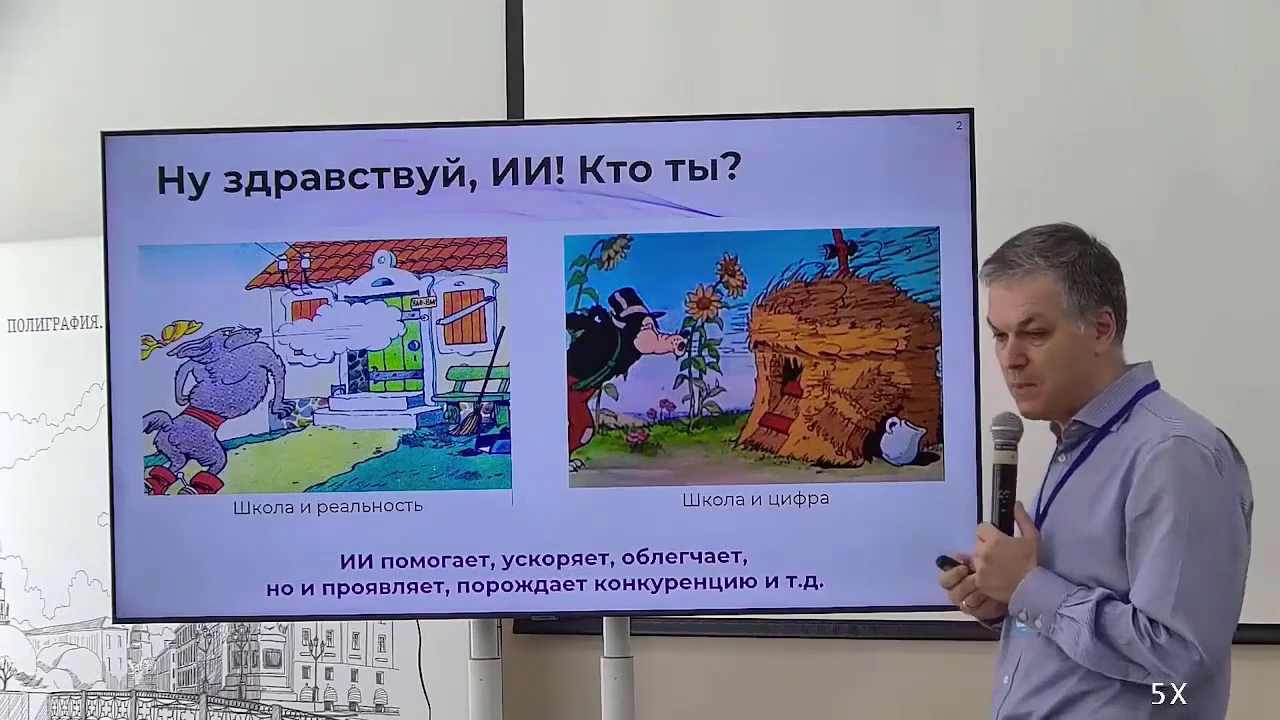 2
Ну здравствуй, ИИ! Кто ты?
ПОЛИГРАФИЯ.
Школа и реальность
Школа и цифра
ИИ помогает, ускоряет, облегчает,
но и проявляет, порождает конкуренцию и т.д.
5X